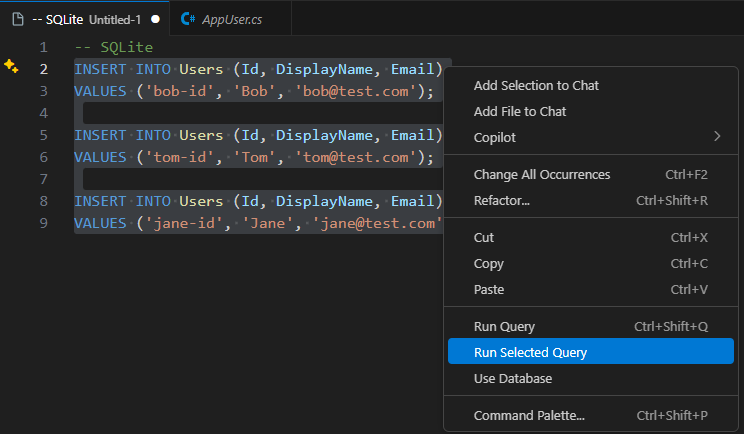 -- SQLite Untitled-1
AppUser.cs
1 -- SQLite
2 INSERT INTO Users (Id, DisplayName, Email)
3 VALUES ('bob-id', 'Bob', 'bob@test.com');
4
5 INSERT INTO Users (Id, DisplayName, Email)
6 VALUES ('tom-id', 'Tom', 'tom@test.com');
7
8 INSERT INTO Users (Id, DisplayName, Email)
9 VALUES ('jane-id', 'Jane', 'jane@test.com'
Add Selection to Chat
Add File to Chat
Copilot
Change All Occurrences Ctrl+F2
Refactor... Ctrl+Shift+R
Cut Ctrl+X
Copy Ctrl+C
Paste Ctrl+V
Run Query Ctrl+Shift+Q
Run Selected Query
Use Database
Command Palette... Ctrl+Shift+P